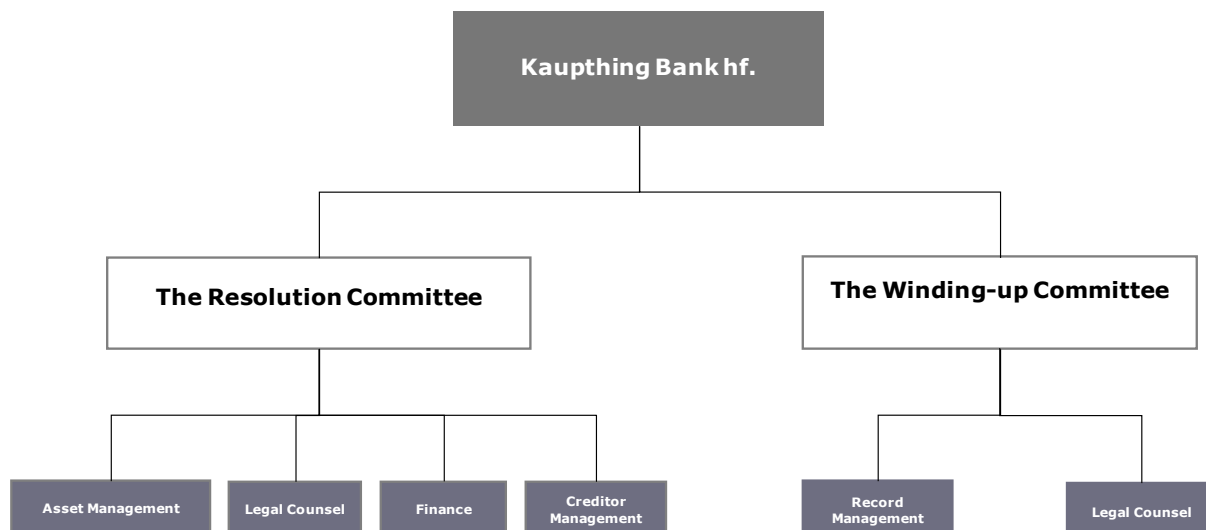 Kaupthing Bank hf.
The Resolution Committee
The Winding-up Committee
Asset Management
Legal Counsel
Finance
Creditor
Management
Record
Management
Legal Counsel